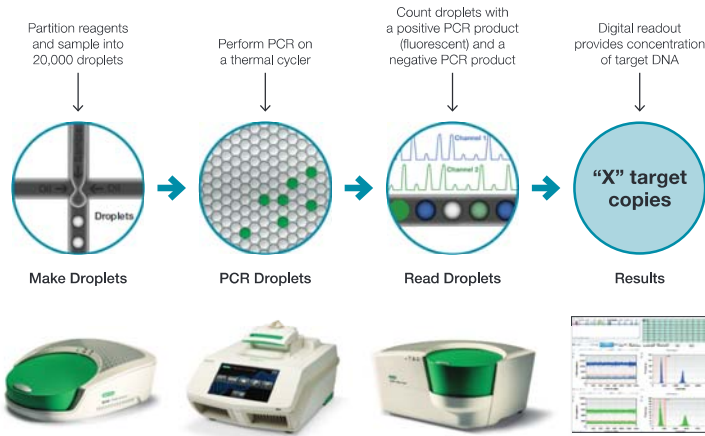 Partition reagents
and sample into
20,000 droplets
Perform PCR on
a thermal cycler
Count droplets with
a positive PCR product
(fluorescent) and a
negative PCR product
Digital readout
provides concentration
of target DNA
Oil
Oil
Droplets
Channel 1
Channel 2
"X" target
copies
Make Droplets
PCR Droplets
Read Droplets
Results